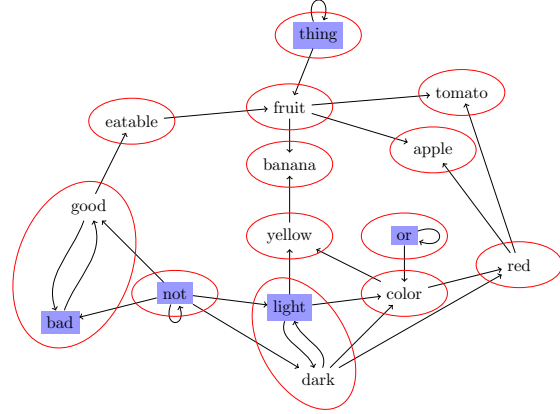 thing
tomato
fruit
eatable
apple
banana
good
yellow
or
red
not
color
light
bad
dark